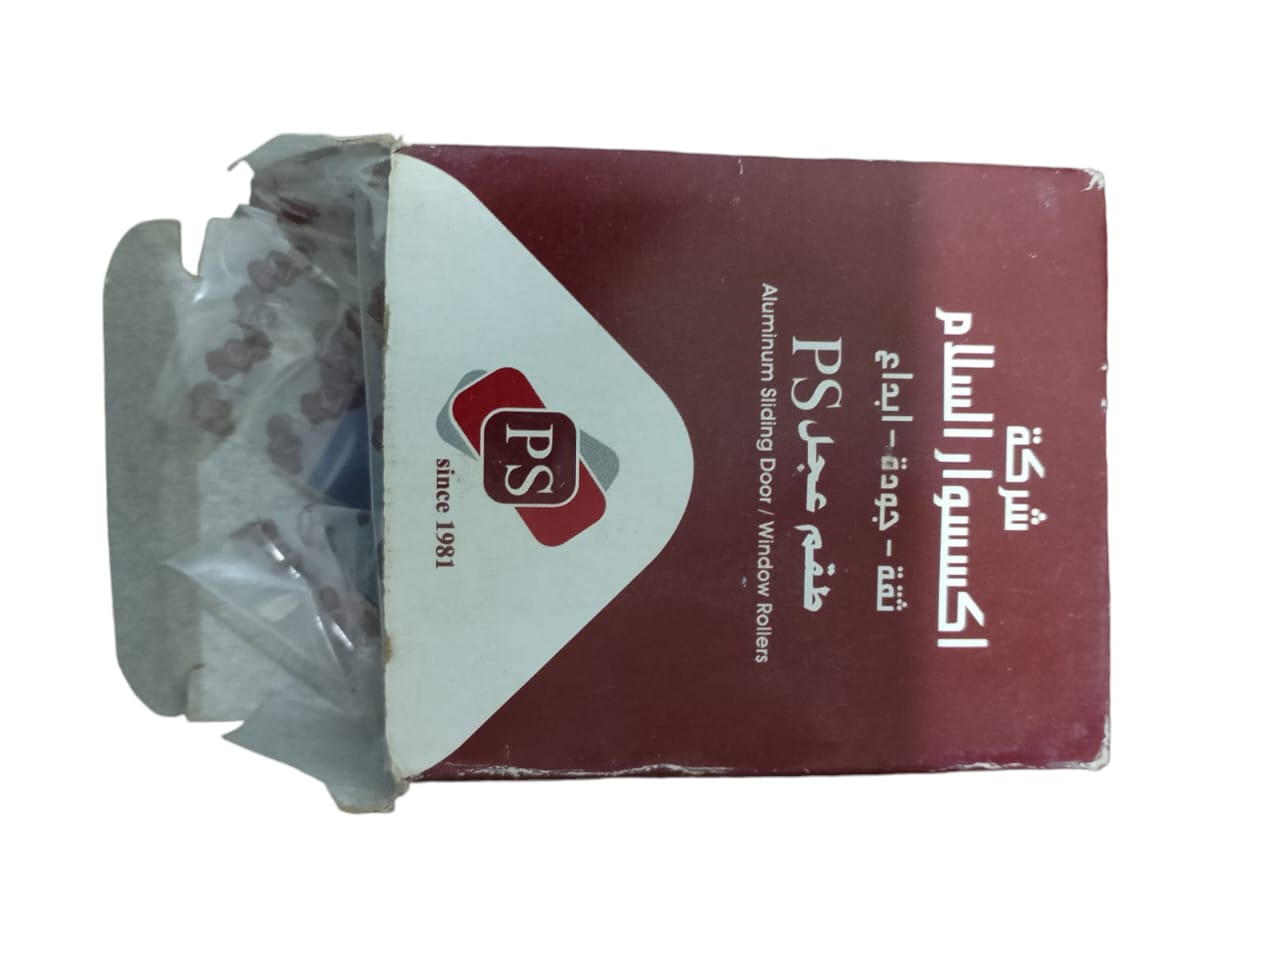 شركة
اكسسوار السلام
ثقة - جودة - ابداع
طقم عجل PS
Aluminum Sliding Door / Window Rollers
PS
since 1981